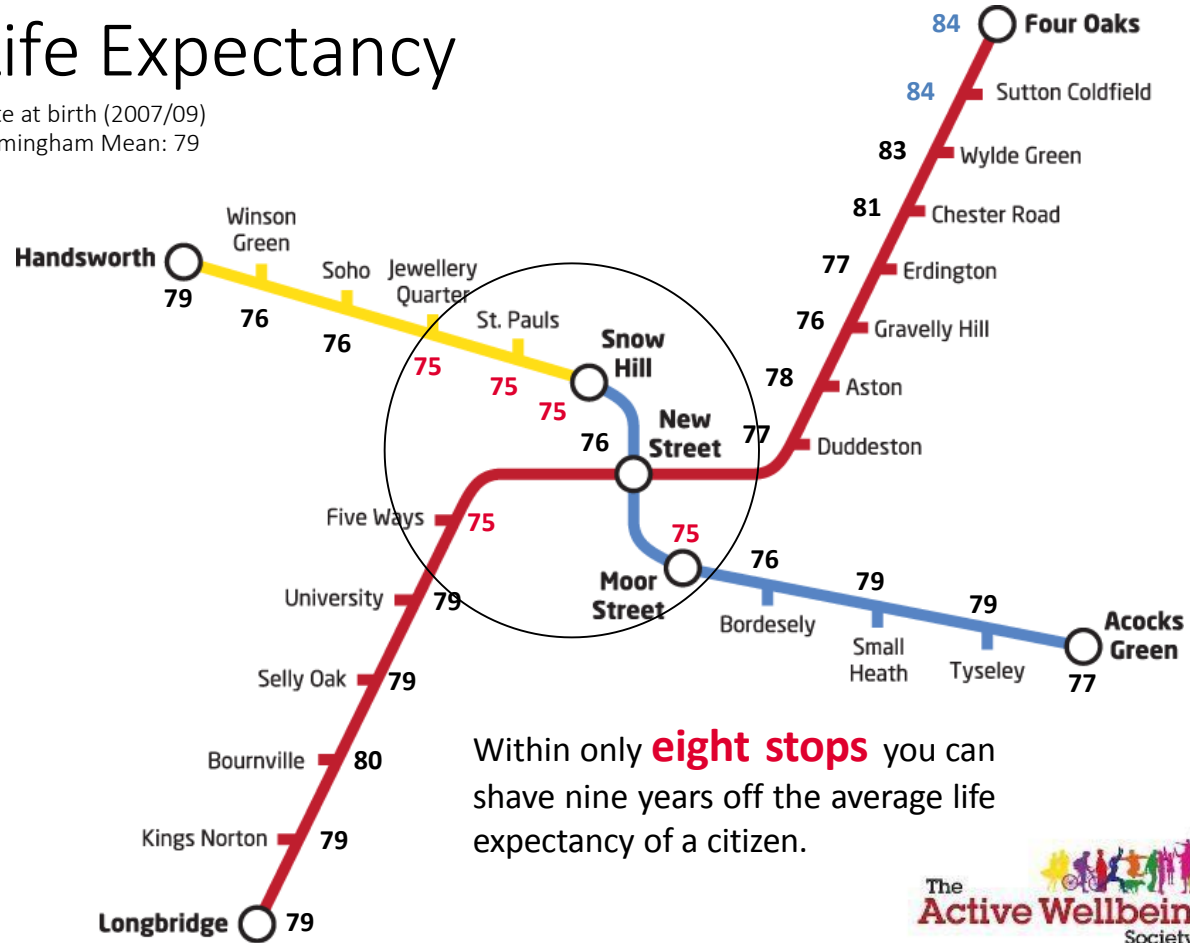 ife Expectancy
te at birth (2007/09)
mingham Mean: 79
84 Four Oaks
84 Sutton Coldfield
83 Wylde Green
81 Chester Road
77 Erdington
76 Gravelly Hill
78 Aston
77 Duddeston
Handsworth
79
Winson
Green
76
Soho
76
Jewellery
Quarter
75
St. Pauls
75
Snow
Hill
75
New
Street
76
Five Ways 75
University 79
Selly Oak 79
Bournville 80
Kings Norton 79
Longbridge 79
75
Moor
Street
76
Bordesely
79
Small
Heath
79
Tyseley
Acocks
Green
77
Within only eight stops you can
shave nine years off the average life
expectancy of a citizen.
The
Active Wellbein
Society